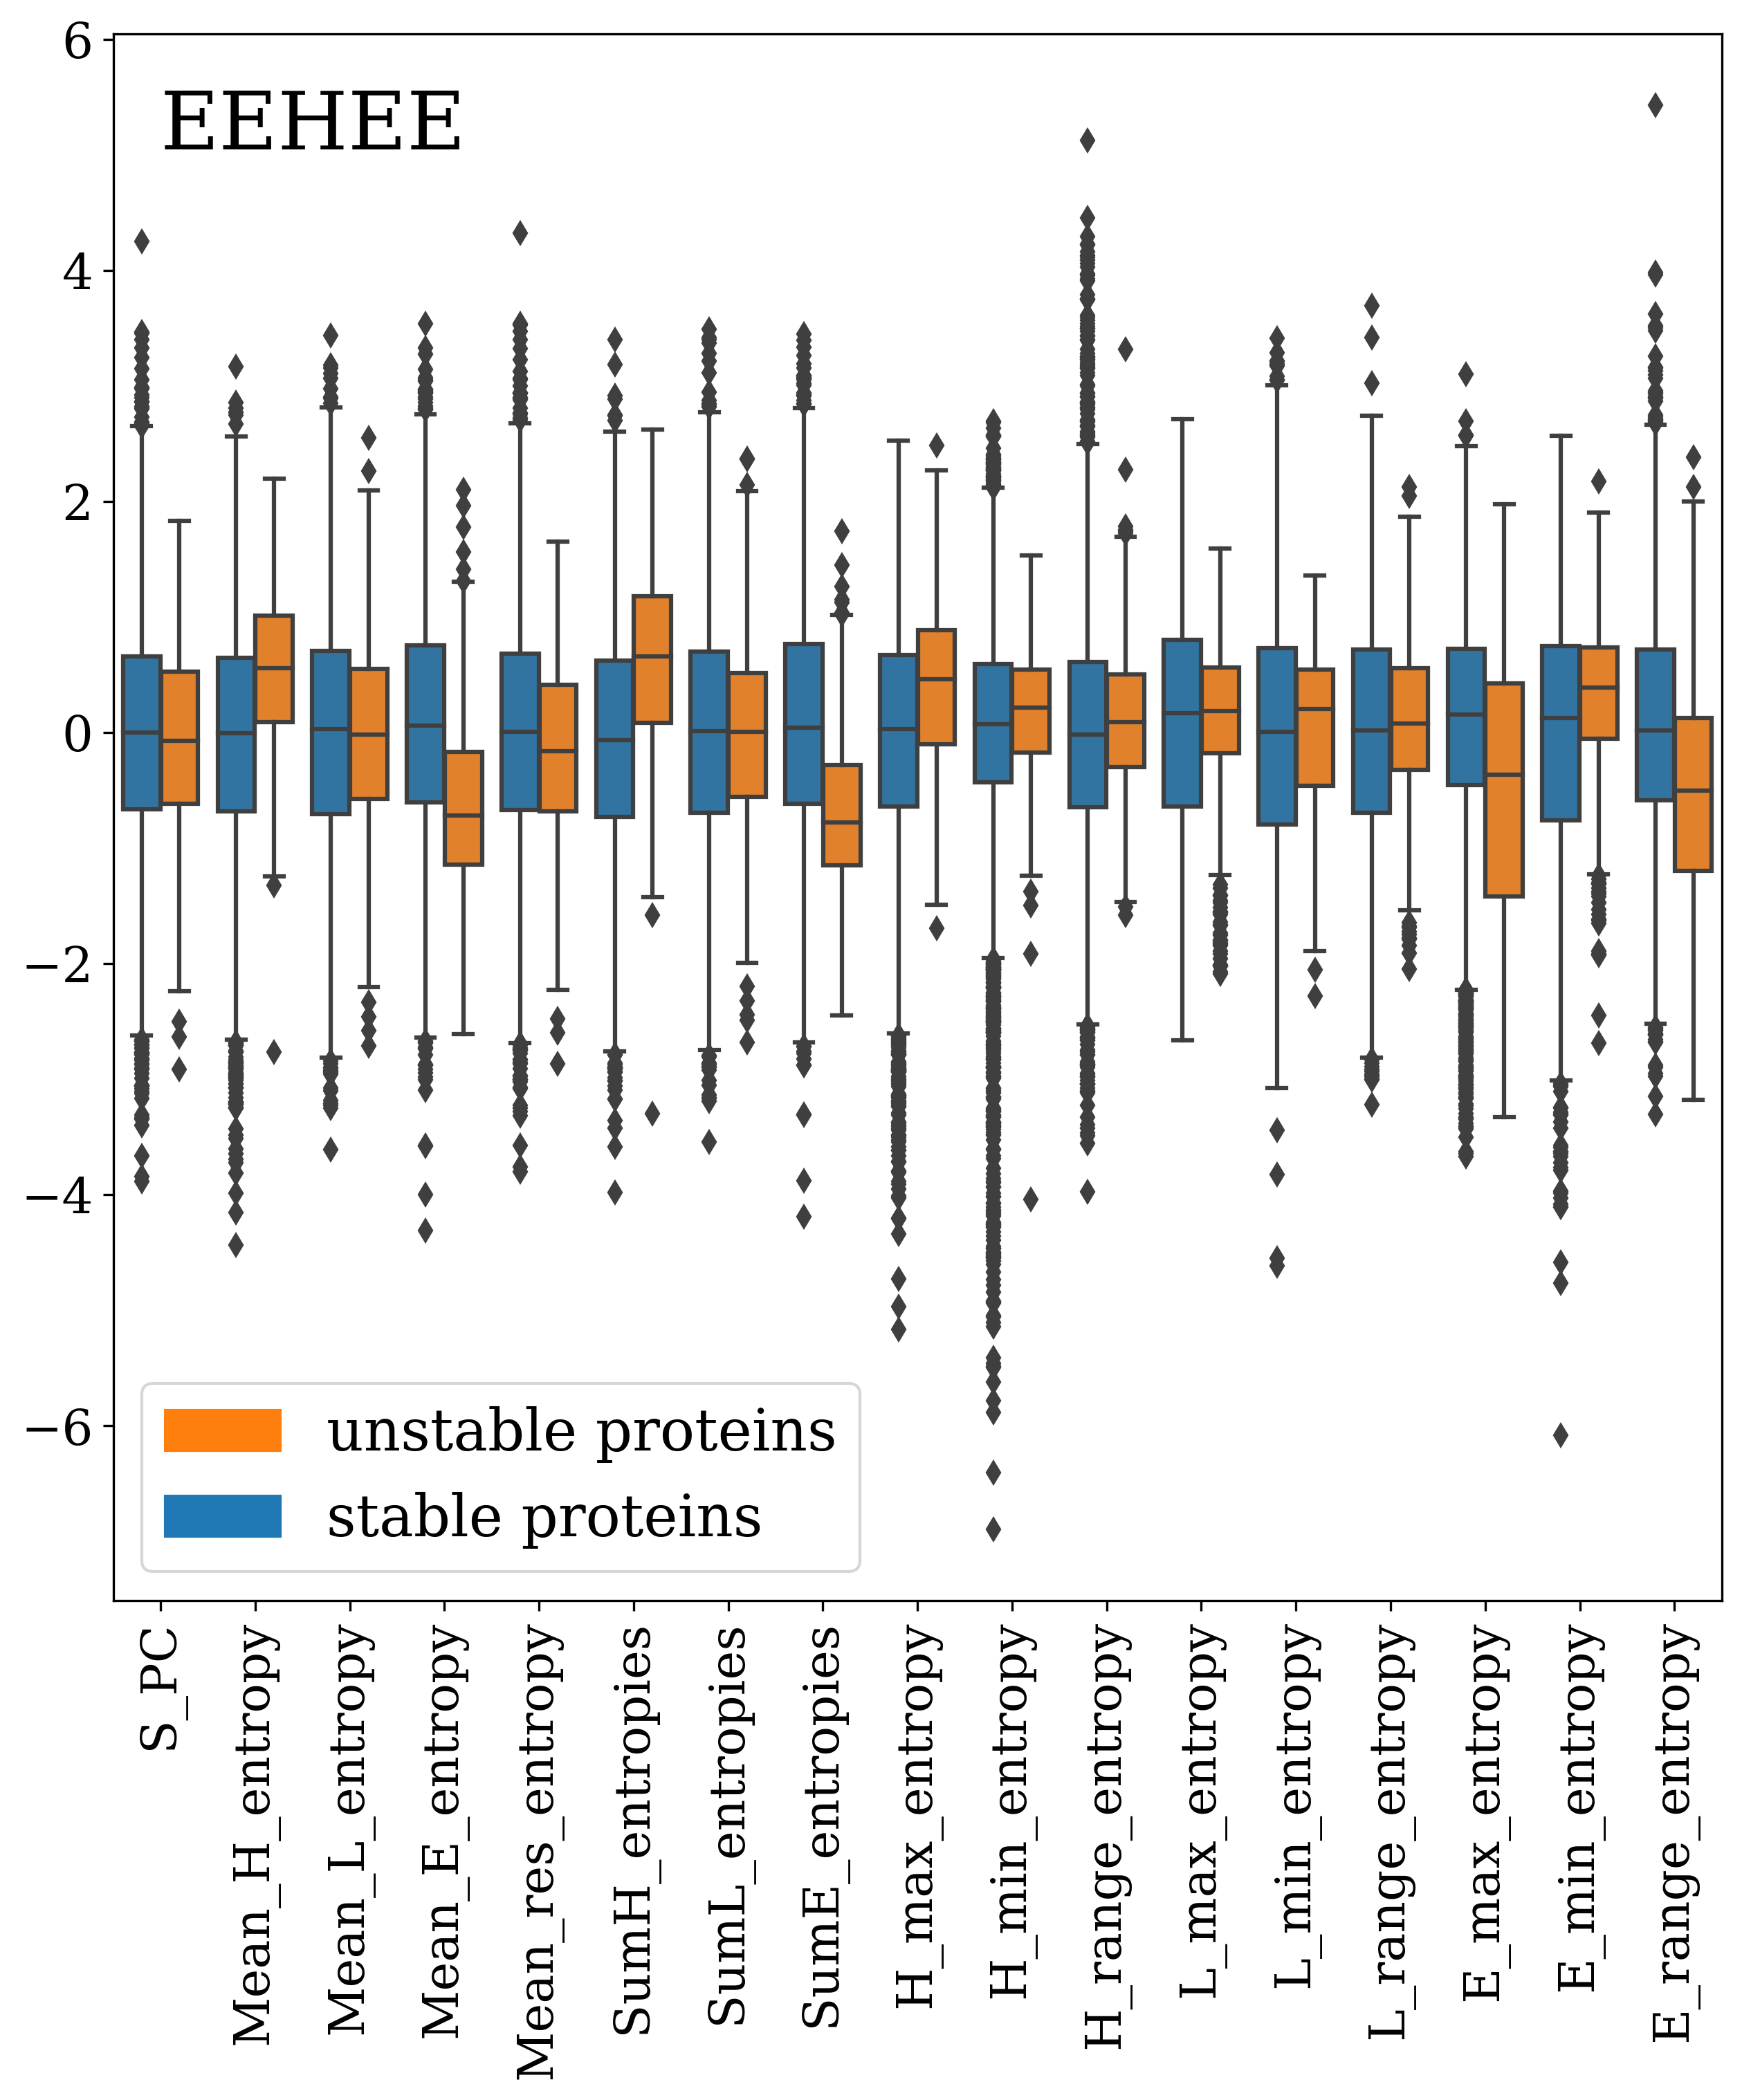 EEHEE
6
4
2
0
−2
−4
−6
unstable proteins
stable proteins
S_PC
Mean_H_entropy
Mean_L_entropy
Mean_E_entropy
Mean_res_entropy
SumH_entropies
SumL_entropies
SumE_entropies
H_max_entropy
H_min_entropy
H_range_entropy
L_max_entropy
L_min_entropy
L_range_entropy
E_max_entropy
E_min_entropy
E_range_entropy